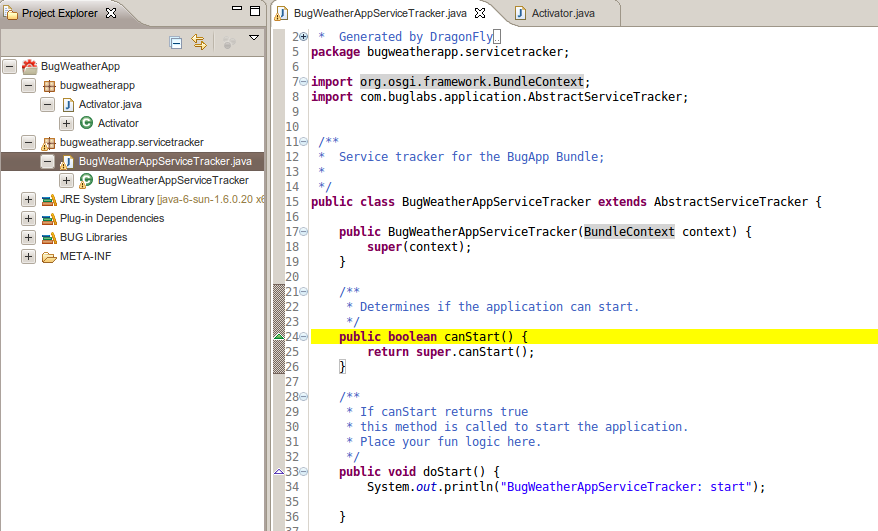 Project Explorer
BugWeatherApp
bugweatherapp
Activator.java
Activator
bugweatherapp.servicetracker
BugWeatherAppServiceTracker.java
BugWeatherAppServiceTracker
JRE System Library [java-6-sun-1.6.0.20 x6
Plug-in Dependencies
BUG Libraries
META-INF
BugWeatherAppServiceTracker.java
Activator.java
2 * Generated by DragonFly..
5 package bugweatherapp.servicetracker;
6
7 import org.osgi.framework.BundleContext;
8 import com.buglabs.application.AbstractServiceTracker;
9
10
11 /**
12 * Service tracker for the BugApp Bundle;
13 *
14 */
15 public class BugWeatherAppServiceTracker extends AbstractServiceTracker {
16
17 public BugWeatherAppServiceTracker(BundleContext context) {
18 super(context);
19 }
20
21 /**
22 * Determines if the application can start.
23 */
24 public boolean canStart() {
25 return super.canStart();
26 }
27
28 /**
29 * If canStart returns true
30 * this method is called to start the application.
31 * Place your fun logic here.
32 */
33 public void doStart() {
34 System.out.println("BugWeatherAppServiceTracker: start");
35
36 }